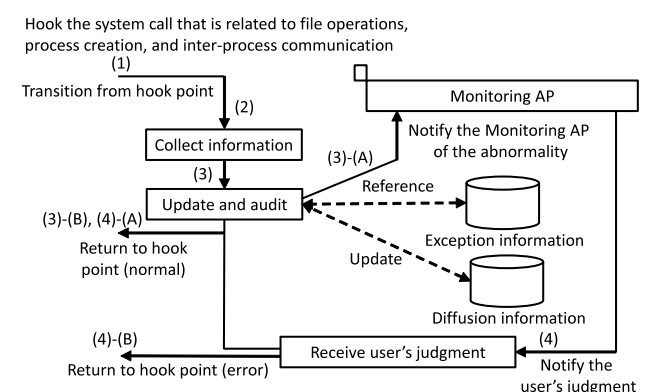 Hook the system call that is related to file operations,
process creation, and inter-process communication
(1)
Transition from hook point
(2)
Monitoring AP
Collect information
Notify the Monitoring AP
of the abnormality
(3)-(A)
(3)
Reference
Update and audit
(3)-(B), (4)-(A)
Return to hook
point (normal)
Exception information
Update
Diffusion information
(4)-(B)
Return to hook point (error)
Receive user's judgment
(4)
Notify the
user's judgment